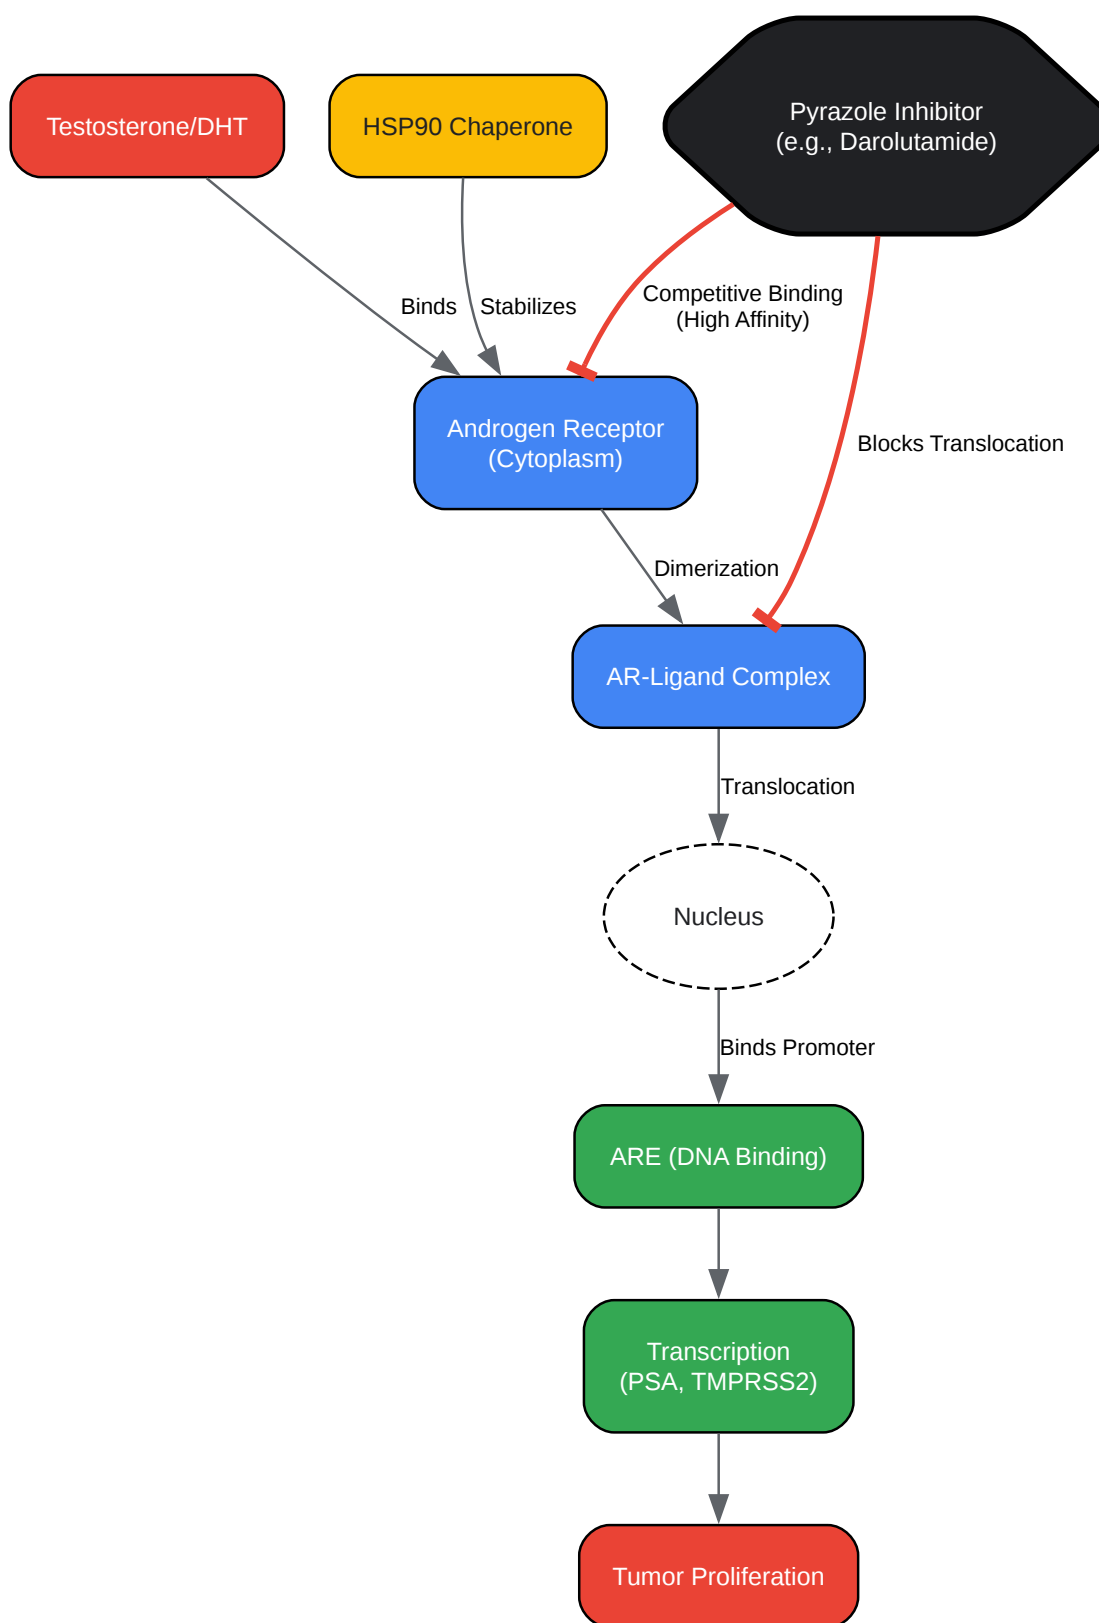 Testosterone/DHT
HSP90 Chaperone
Pyrazole Inhibitor
(e.g., Darolutamide)
Binds
Stabilizes
Competitive Binding
(High Affinity)
Androgen Receptor
(Cytoplasm)
Blocks Translocation
Dimerization
AR-Ligand Complex
Translocation
Nucleus
Binds Promoter
ARE (DNA Binding)
Transcription
(PSA, TMPRSS2)
Tumor Proliferation